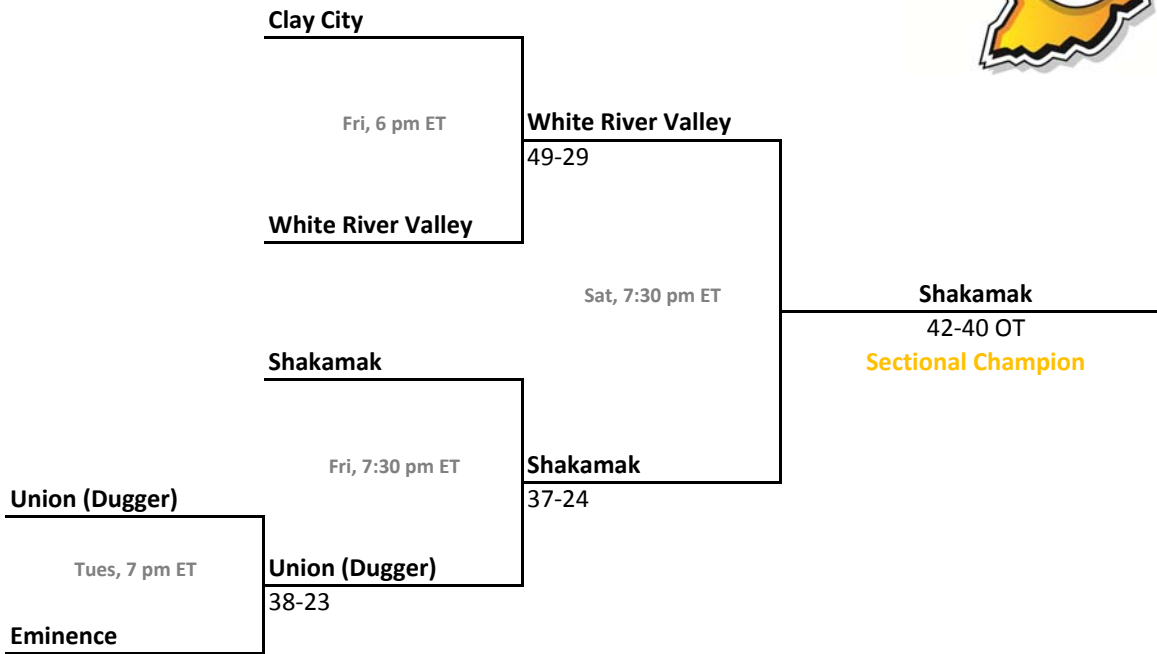 Clay City
Fri, 6 pm ET
White River Valley
49-29
White River Valley
Sat, 7:30 pm ET
Shakamak
42-40 OT
Sectional Champion
Shakamak
Fri, 7:30 pm ET
Shakamak
37-24
Union (Dugger)
Tues, 7 pm ET
Union (Dugger)
38-23
Eminence